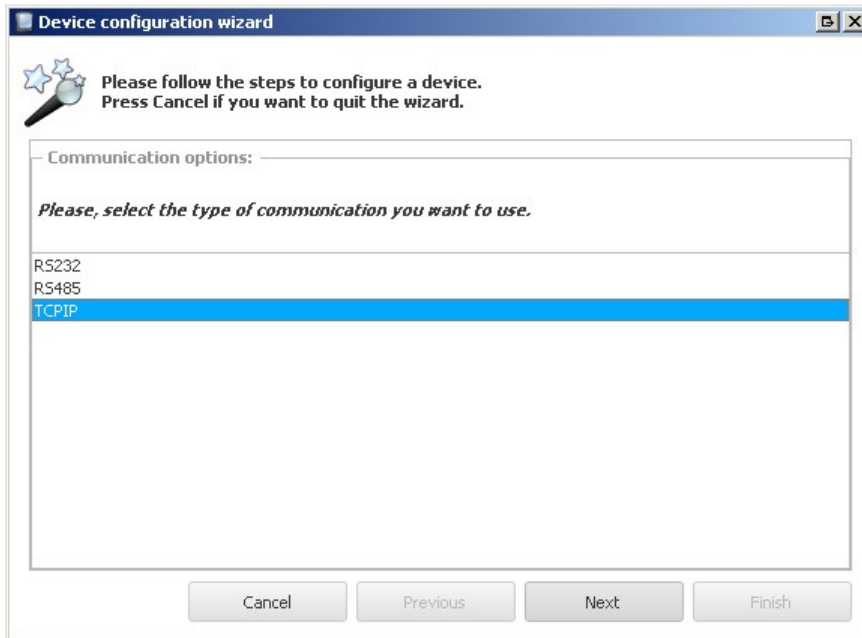 Device configuration wizard
Please follow the steps to configure a device.
Press Cancel if you want to quit the wizard.
Communication options:
Please, select the type of communication you want to use.
RS232
RS485
TCPIP
Cancel Previous Next Finish